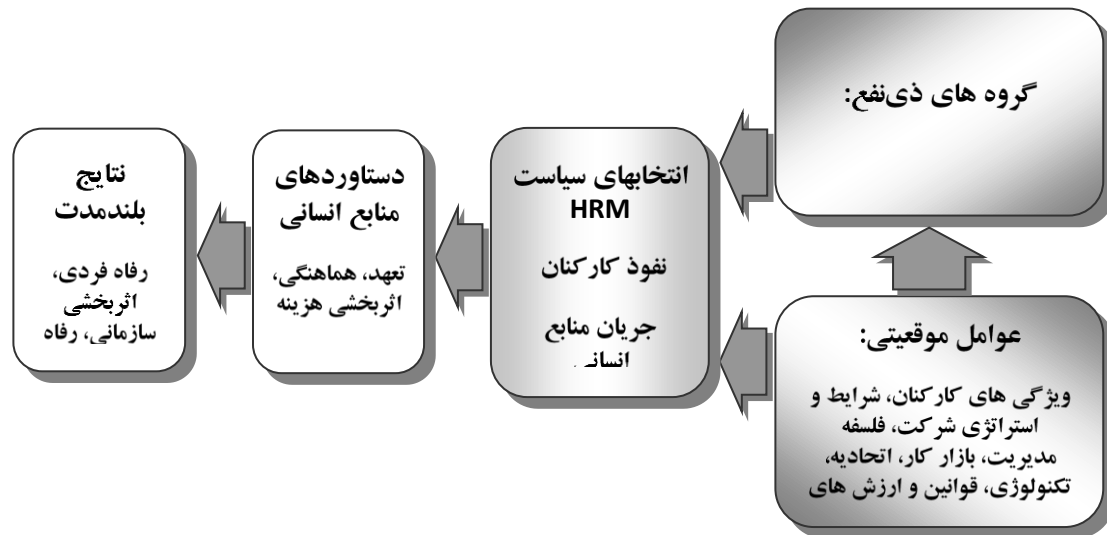 گروه های ذی‌نفع:
عوامل موقعیتی:
ویژگی های کارکنان، شرایط و
استراتژی شرکت، فلسفه
مدیریت، بازار کار، اتحادیه،
تکنولوژی، قوانین و ارزش های
انتخابهای سیاست
HRM
نفوذ کارکنان
جریان منابع
انسانی
دستاوردهای
منابع انسانی
تعهد، هماهنگی،
اثربخشی هزینه
نتایج
بلندمدت
رفاه فردی،
اثربخشی
سازمانی، رفاه